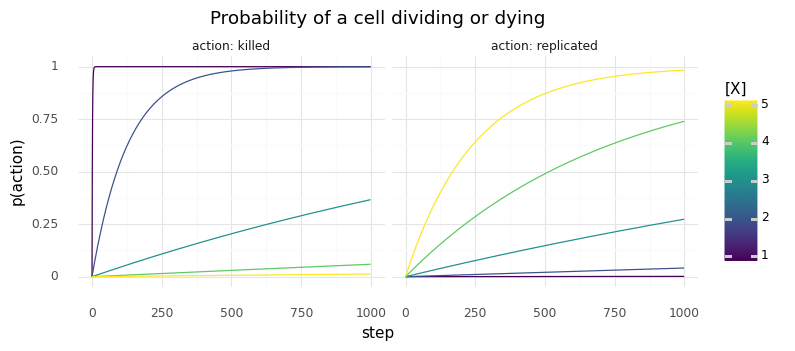 Probability of a cell dividing or dying
action: killed
action: replicated
[X]
5
4
3
2
1
p(action)
1
0.75
0.50
0.25
0
0 250 500 750 1000
0 250 500 750 1000
step